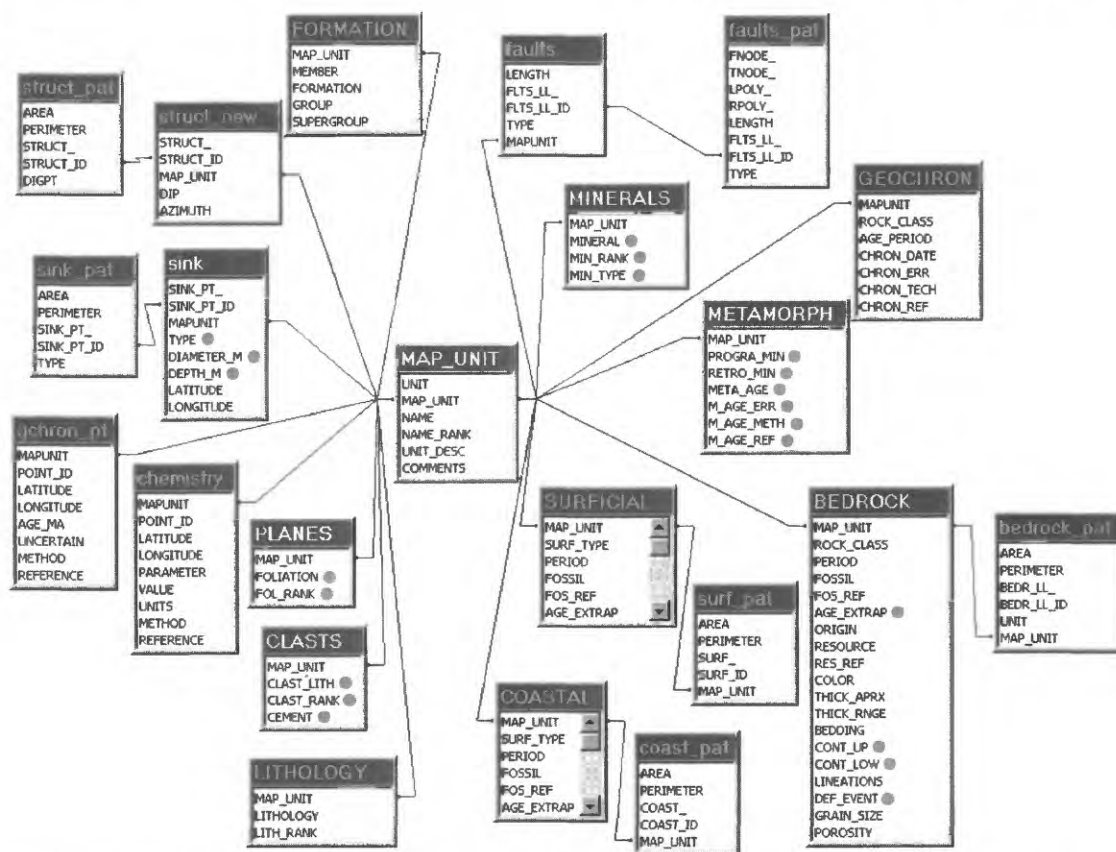 FORMATION
MAP_UNIT
MEMBER
FORMATION
GROUP
SUPERGROUP
faults
LENGTH
FLTS_LL_
FLTS_LL_ID
TYPE
MAPUNIT
faults_pat
FNODE_
TNODE_
LPOLY_
RPOLY_
LENGTH
FLTS_LL_
FLTS_LL_ID
TYPE
struct_pat
AREA
PERIMETER
STRUCT_
STRUCT_ID
DIGPT
struct_new
STRUCT_
STRUCT_ID
MAP_UNIT
DIP
AZIMUTH
MINERALS
MAP_UNIT
MINERAL
MIN_RANK
MIN_TYPE
GEOCHRON
MAPUNIT
ROCK_CLASS
AGE_PERIOD
CHRON_DATE
CHRON_ERR
CHRON_TECH
CHRON_REF
sink_pat
AREA
PERIMETER
SINK_PT_
SINK_PT_ID
TYPE
sink
SINK_PT_
SINK_PT_ID
MAPUNIT
TYPE
DIAMETER_M
DEPTH_M
LATITUDE
LONGITUDE
MAP_UNIT
UNIT
MAP_UNIT
NAME
NAME_RANK
UNIT_DESC
COMMENTS
METAMORPH
MAP_UNIT
PROGRA_MIN
RETRO_MIN
META_AGE
M_AGE_ERR
M_AGE_METH
M_AGE_REF
gchron_pt
MAPUNIT
POINT_ID
LATITUDE
LONGITUDE
AGE_MA
UNCERTAIN
METHOD
REFERENCE
chemistry
MAPUNIT
POINT_ID
LATITUDE
LONGITUDE
PARAMETER
VALUE
UNITS
METHOD
REFERENCE
PLANES
MAP_UNIT
FOLIATION
FOL_RANK
SURFICIAL
MAP_UNIT
SURF_TYPE
PERIOD
FOSSIL
FOS_REF
AGE_EXTRAP
surf_pat
AREA
PERIMETER
SURF_
SURF_ID
MAP_UNIT
BEDROCK
MAP_UNIT
ROCK_CLASS
PERIOD
FOSSIL
FOS_REF
AGE_EXTRAP
ORIGIN
RESOURCE
RES_REF
COLOR
THICK_APRX
THICK_RNGE
BEDDING
CONT_UP
CONT_LOW
LINEATIONS
DEF_EVENT
GRAIN_SIZE
POROSITY
bedrock_pat
AREA
PERIMETER
BEDR_LL_
BEDR_LL_ID
UNIT
MAP_UNIT
CLASTS
MAP_UNIT
CLAST_LITH
CLAST_RANK
CEMENT
COASTAL
MAP_UNIT
SURF_TYPE
PERIOD
FOSSIL
FOS_REF
AGE_EXTRAP
coast_pat
AREA
PERIMETER
COAST_
COAST_ID
MAP_UNIT
LITHOLOGY
MAP_UNIT
LITHOLOGY
LITH_RANK